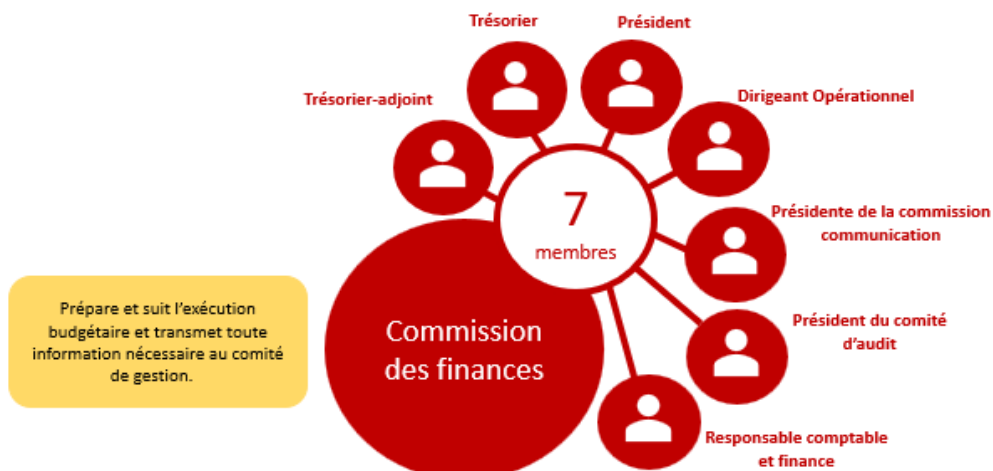 Trésorier
Président
Trésorier-adjoint
Dirigeant Opérationnel
7
membres
Présidente de la commission
communication
Prépare et suit l'exécution
budgétaire et transmet toute
information nécessaire au comité
de gestion.
Commission
des finances
Président du comité
d'audit
Responsable comptable
et finance